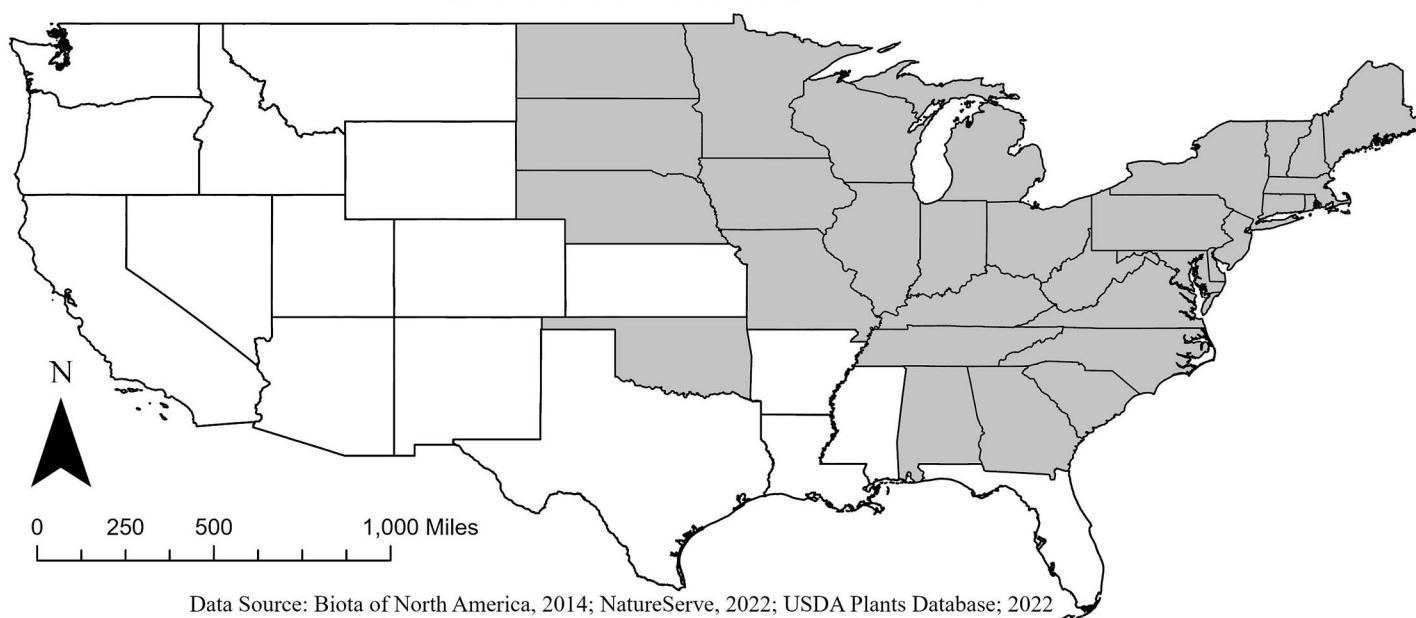 N
0 250 500 1,000 Miles
Data Source: Biota of North America, 2014; NatureServe, 2022; USDA Plants Database; 2022